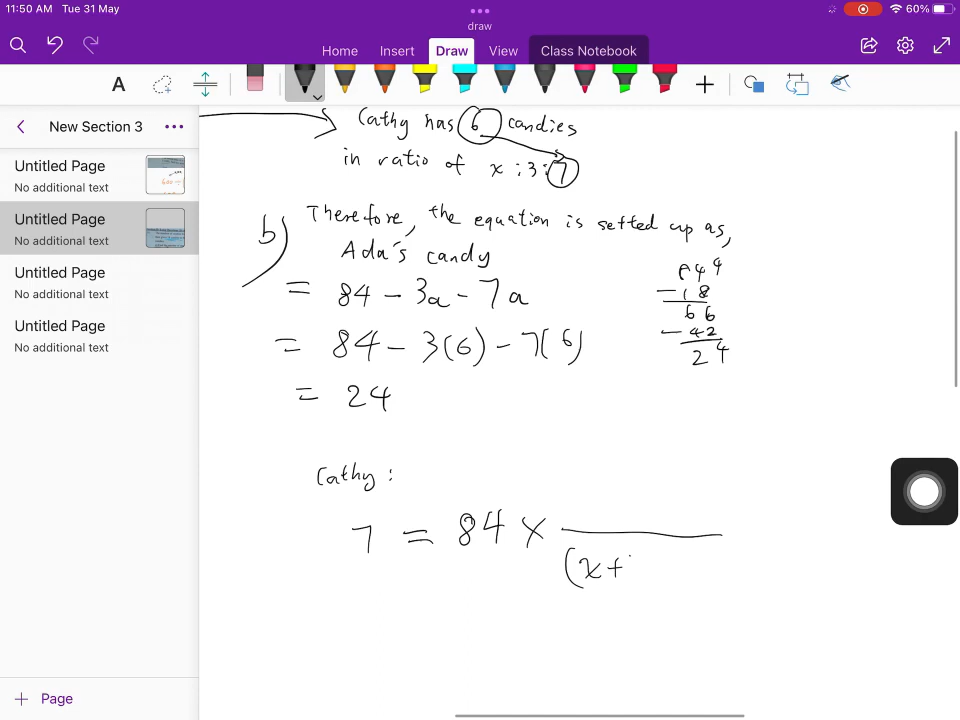 11:50 AM Tue 31 May
60%
draw
Home Insert Draw View Class Notebook
A
New Section 3
Untitled Page
No additional text
Untitled Page
No additional text
Untitled Page
No additional text
Untitled Page
No additional text
Page
Cathy has 6 candies
in ratio of x : 3 : 7
b) Therefore, the equation is setted up as,
Ada's candy
= 84 - 3a - 7a
= 84 - 3(6) - 7(6)
= 24
- 18
66
- 42
24
Cathy :
7 = 84 ×
(x +